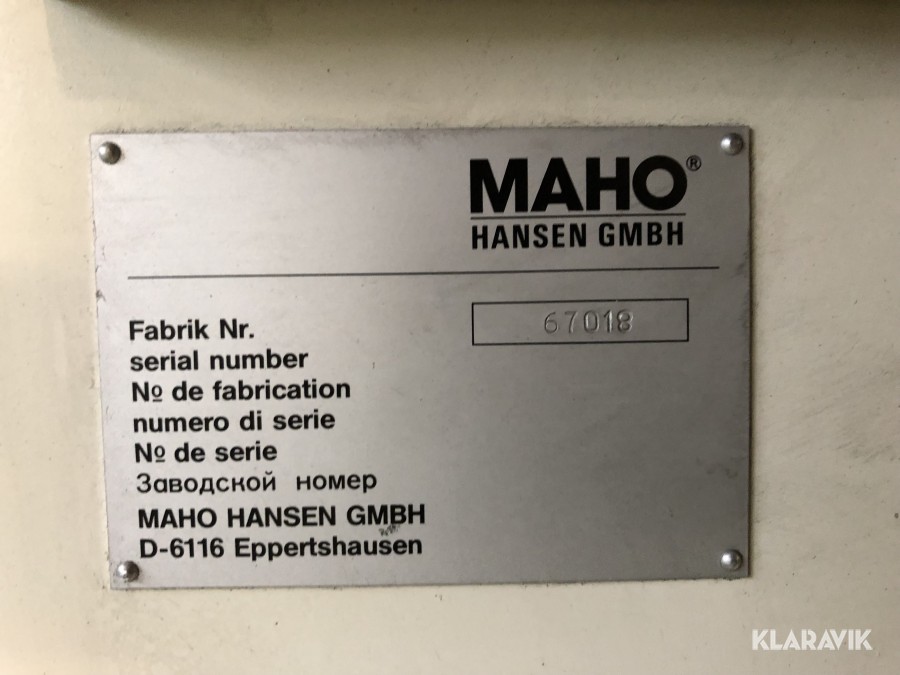 MAHO®
HANSEN GMBH
Fabrik Nr.
67018
serial number
№ de fabrication
numero di serie
№ de serie
Заводской номер
MAHO HANSEN GMBH
D-6116 Eppertshausen
KLARAVIK